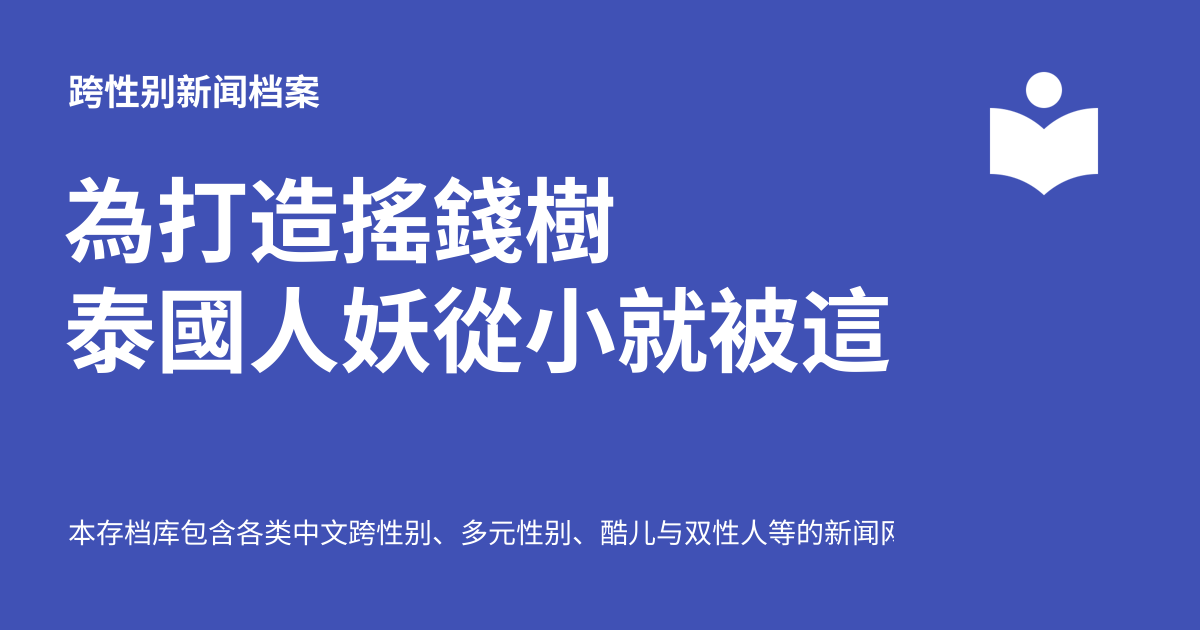 跨性别新闻档案
為打造搖錢樹
泰國人妖從小就被這
本存档库包含各类中文跨性别、多元性别、酷儿与双性人等的新闻网